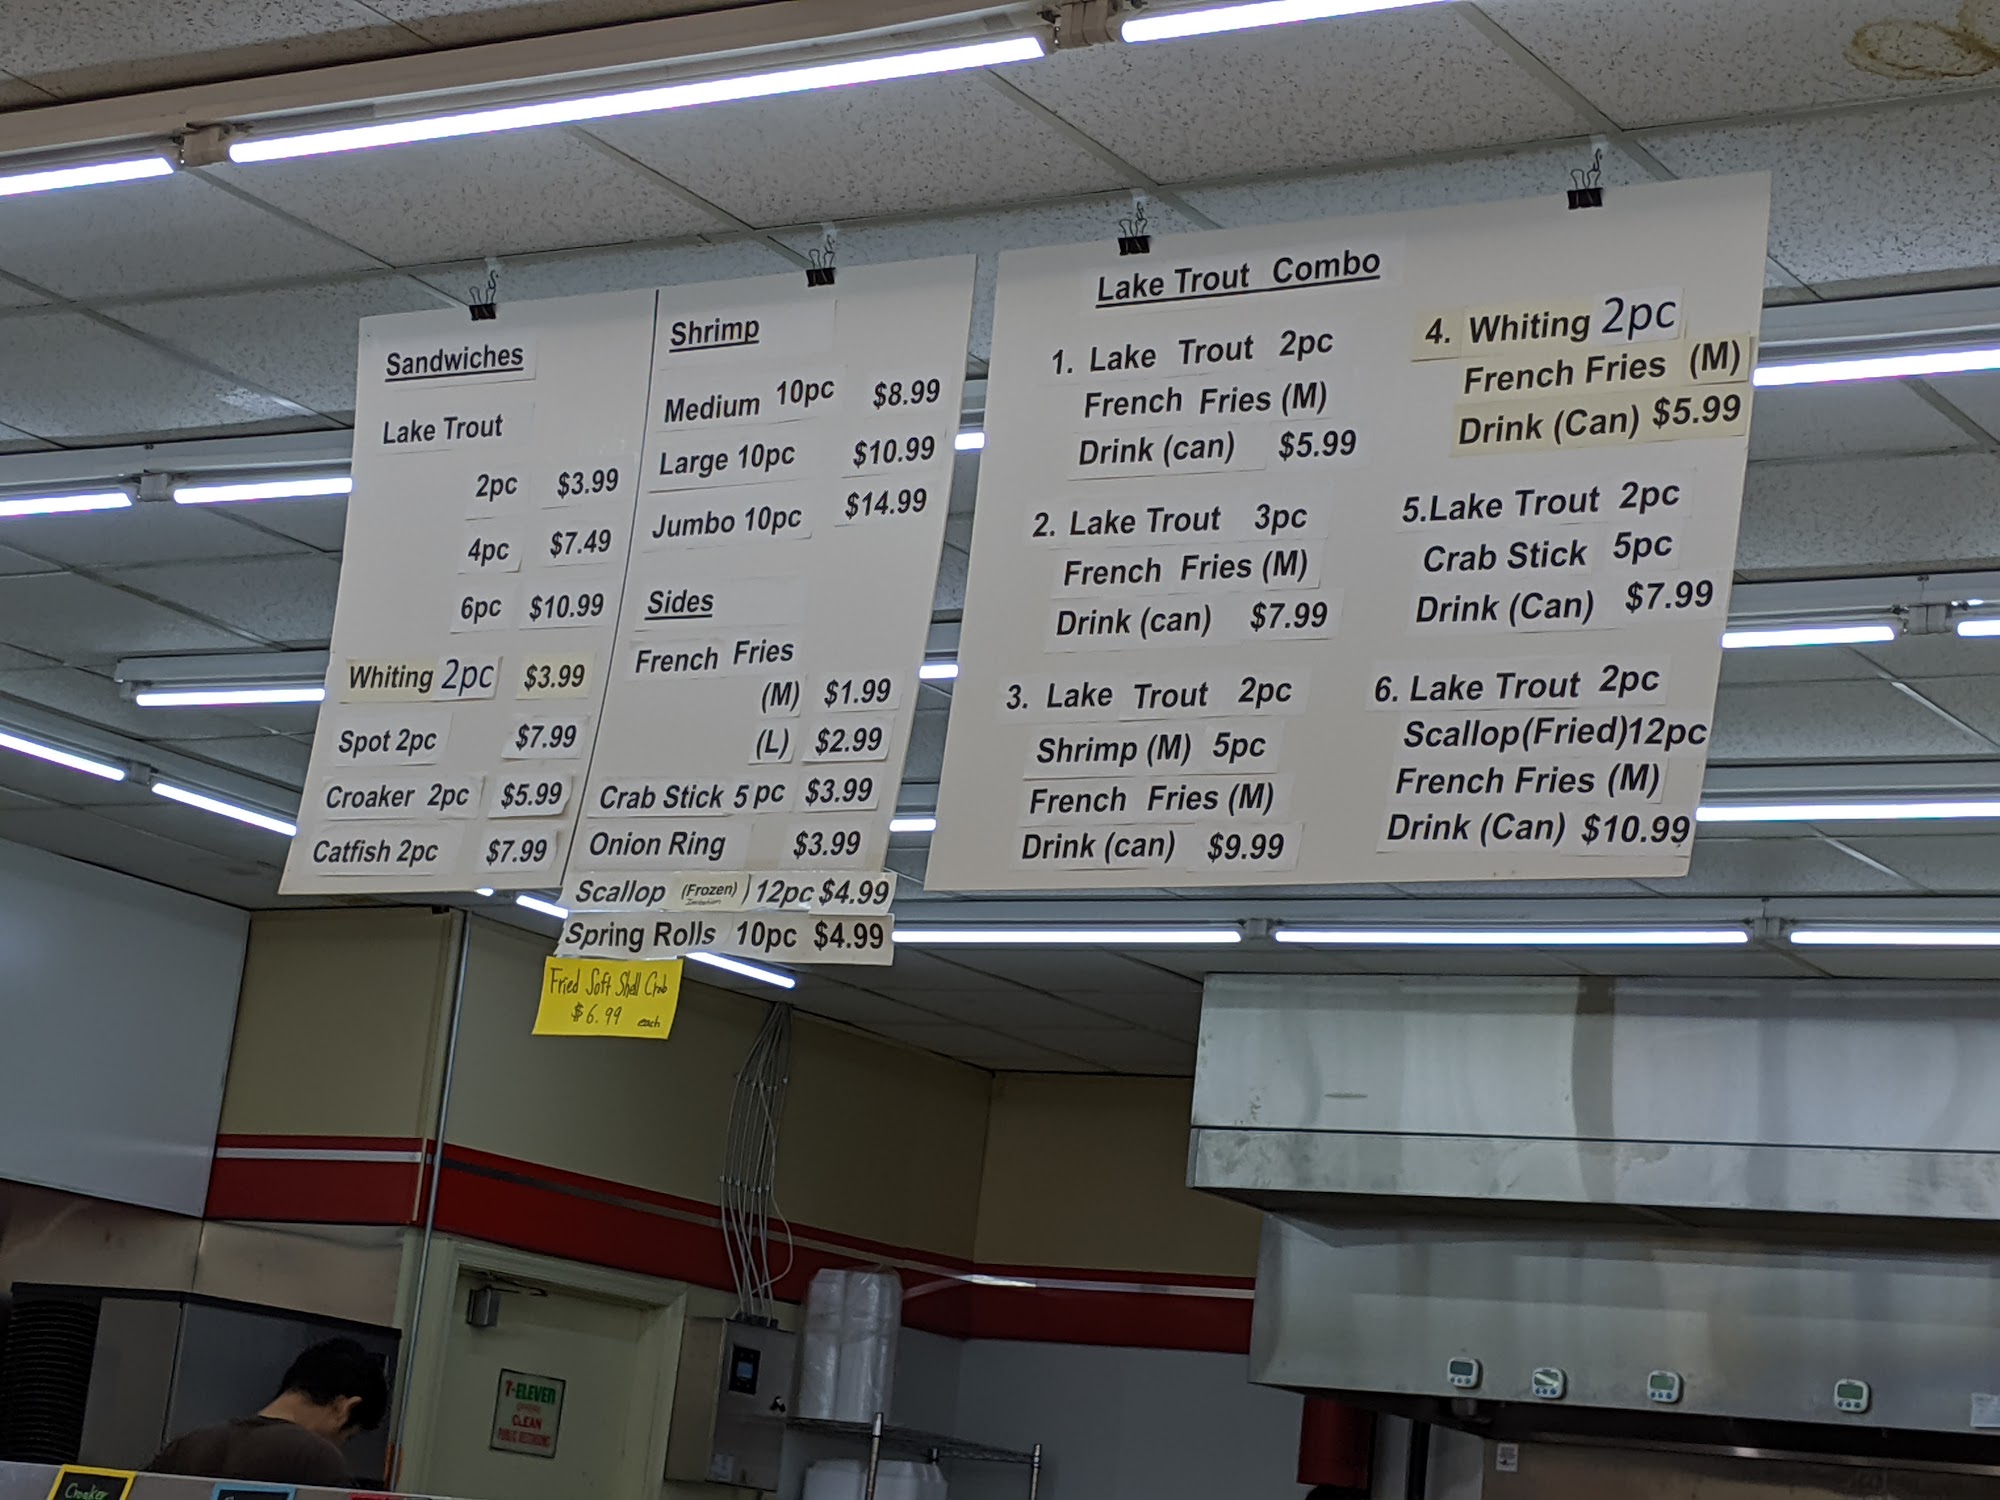 Sandwiches
Lake Trout
2pc $3.99
4pc $7.49
6pc $10.99
Whiting 2pc $3.99
Spot 2pc $7.99
Croaker 2pc $5.99
Catfish 2pc $7.99
Shrimp
Medium 10pc $8.99
Large 10pc $10.99
Jumbo 10pc $14.99
Sides
French Fries
(M) $1.99
(L) $2.99
Crab Stick 5pc $3.99
Onion Ring $3.99
Scallop (Frozen) ) 12pc $4.99
Spring Rolls 10pc $4.99
Fried Soft Shell Crab
$6.99 each
Lake Trout Combo
1. Lake Trout 2pc
French Fries (M)
Drink (can) $5.99
2. Lake Trout 3pc
French Fries (M)
Drink (can) $7.99
3. Lake Trout 2pc
Shrimp (M) 5pc
French Fries (M)
Drink (can) $9.99
4. Whiting 2pc
French Fries (M)
Drink (Can) $5.99
5.Lake Trout 2pc
Crab Stick 5pc
Drink (Can) $7.99
6. Lake Trout 2pc
Scallop(Fried)12pc
French Fries (M)
Drink (Can) $10.99
7-ELEVEN
CLEAN
PUBLIC RESTROOMS
Croaker